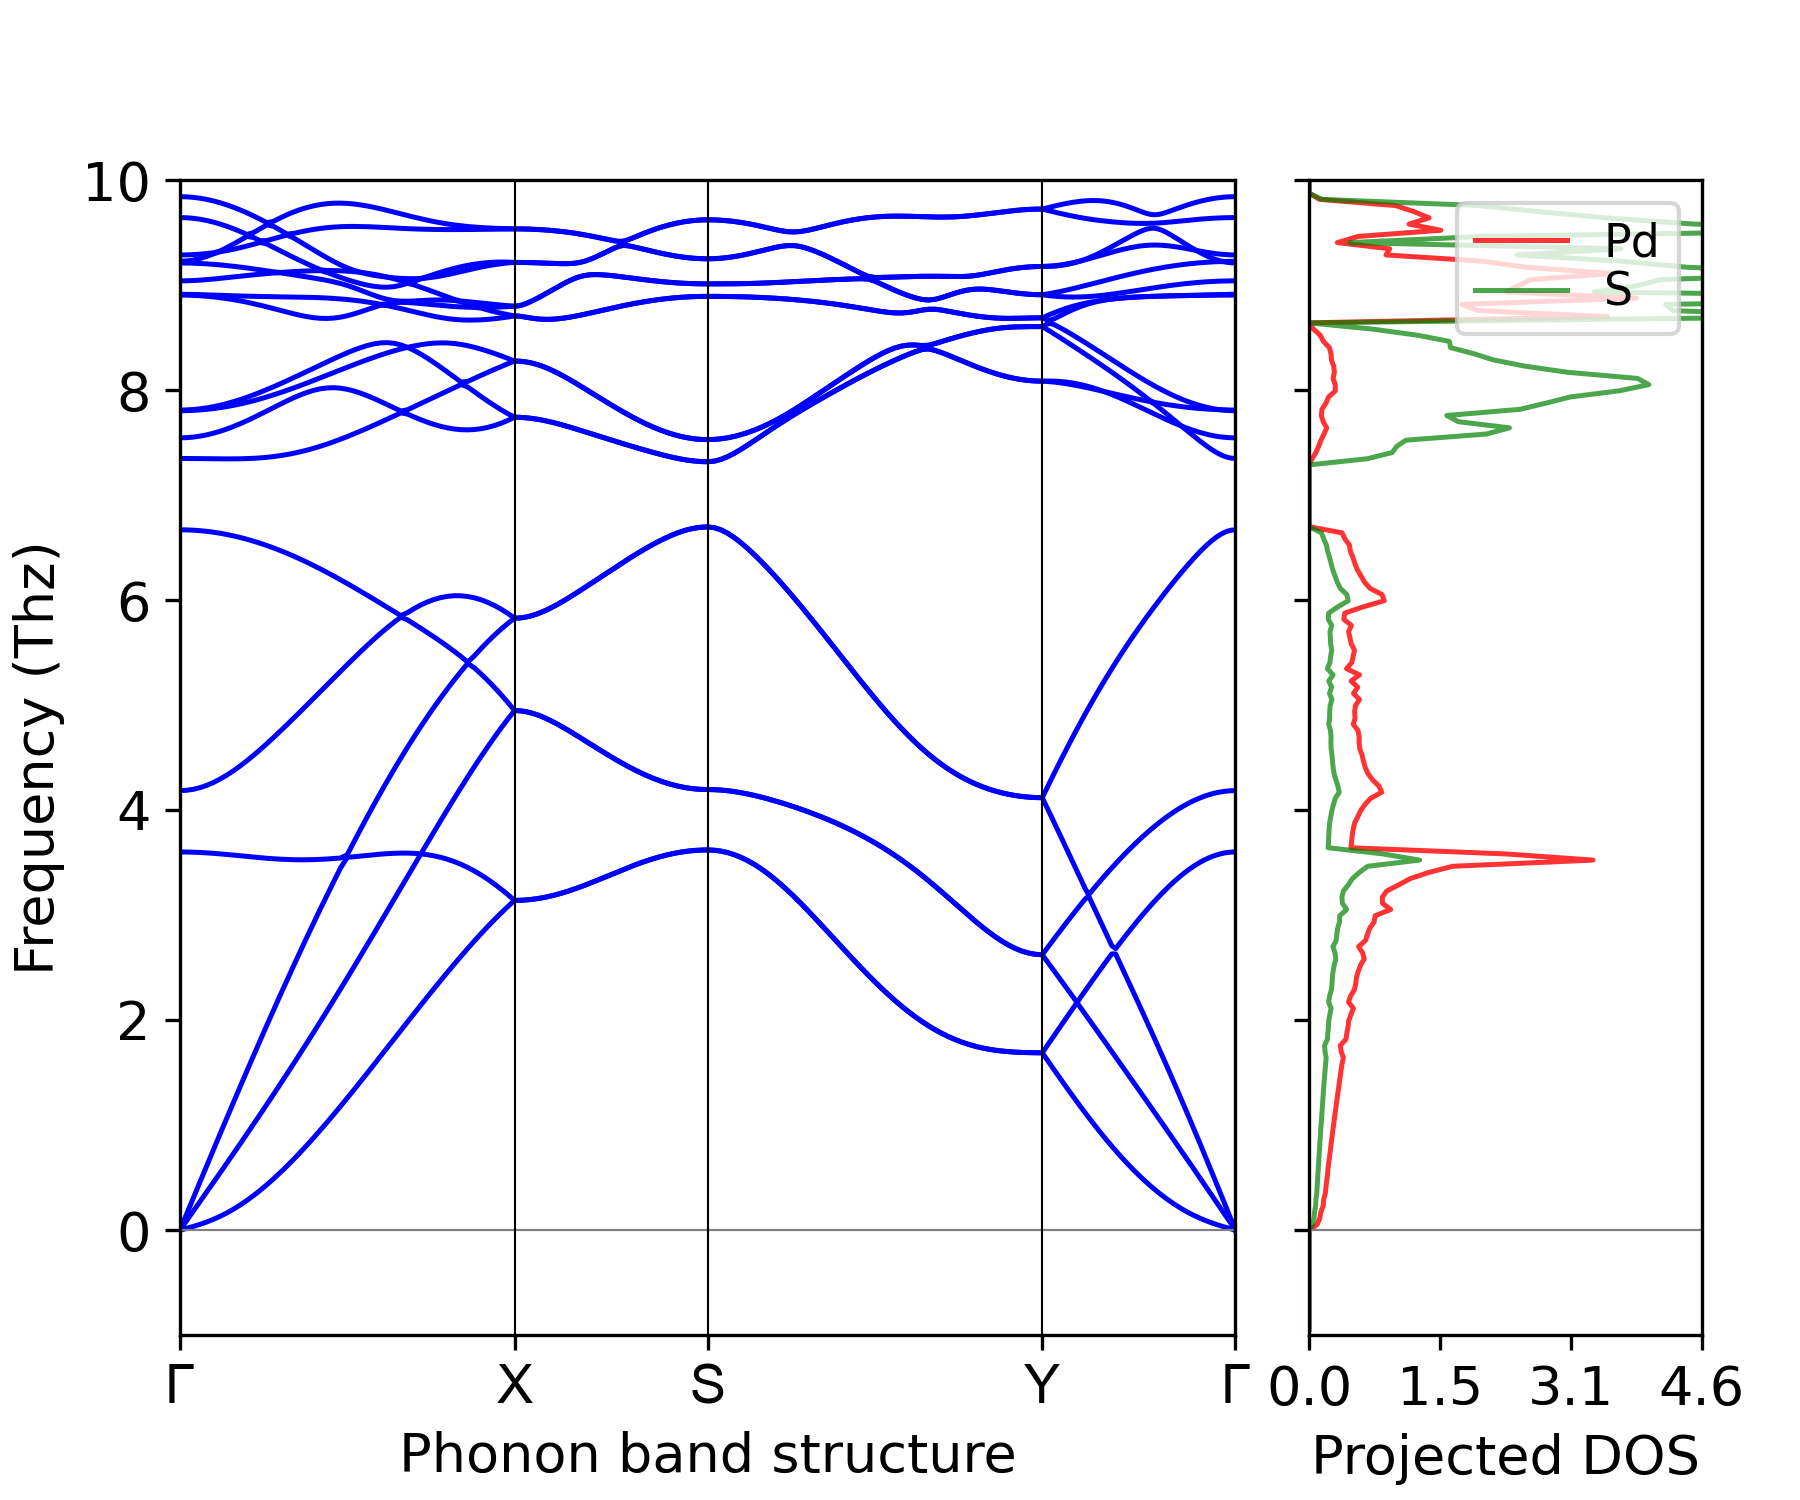 10
8
6
4
2
0
Frequency (Thz)
Γ X S Y Γ
Phonon band structure
Pd
S
0.0 1.5 3.1 4.6
Projected DOS